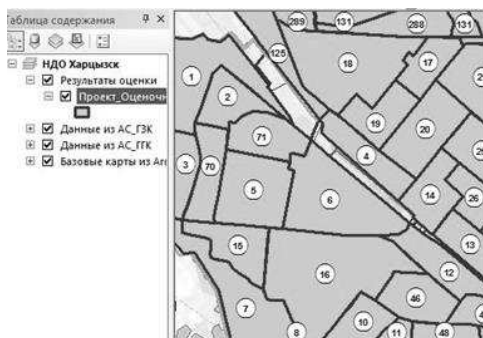 Таблица содержания
НДО Харцызск
Результаты оценки
Проект_Оценочн
Данные из АС_ГЗК
Данные из АС_ГГК
Базовые карты из Arc
289 131 288 131
125 18 17
1 2
19 20
71 4
3 70
5 6 14 26
15 13
16 12
7 46
10
8 11 48